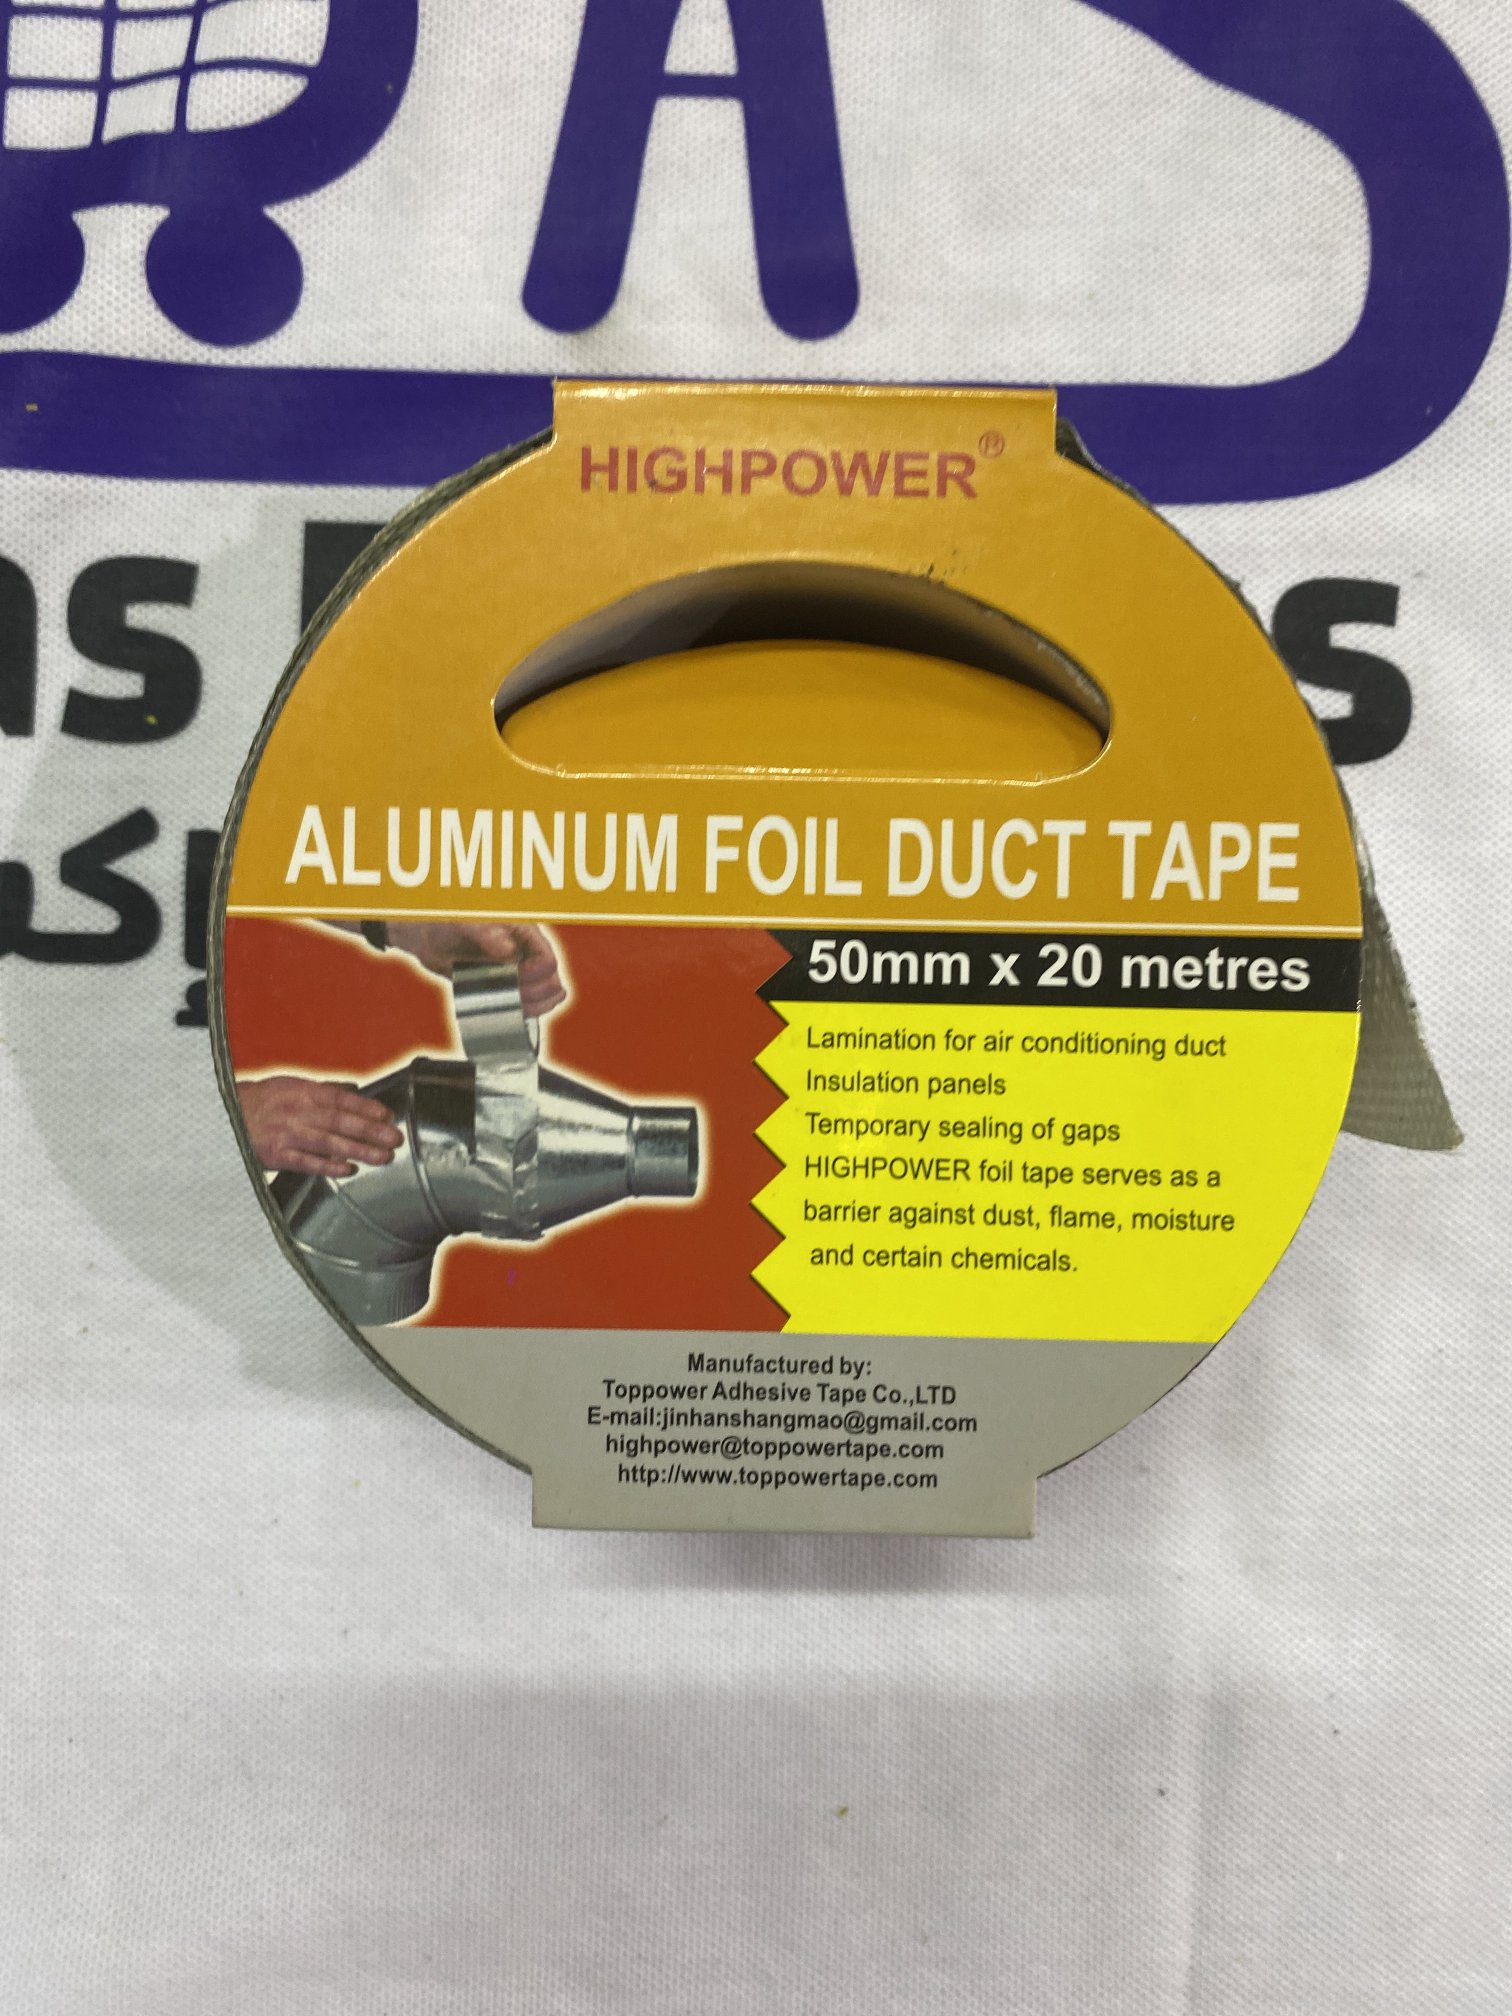 A
HIGHPOWER®
ALUMINUM FOIL DUCT TAPE
50mm x 20 metres
Lamination for air conditioning duct
Insulation panels
Temporary sealing of gaps
HIGHPOWER foil tape serves as a
barrier against dust, flame, moisture
and certain chemicals.
Manufactured by:
Toppower Adhesive Tape Co.,LTD
E-mail:jinhanshangmao@gmail.com
highpower@toppowertape.com
http://www.toppowertape.com